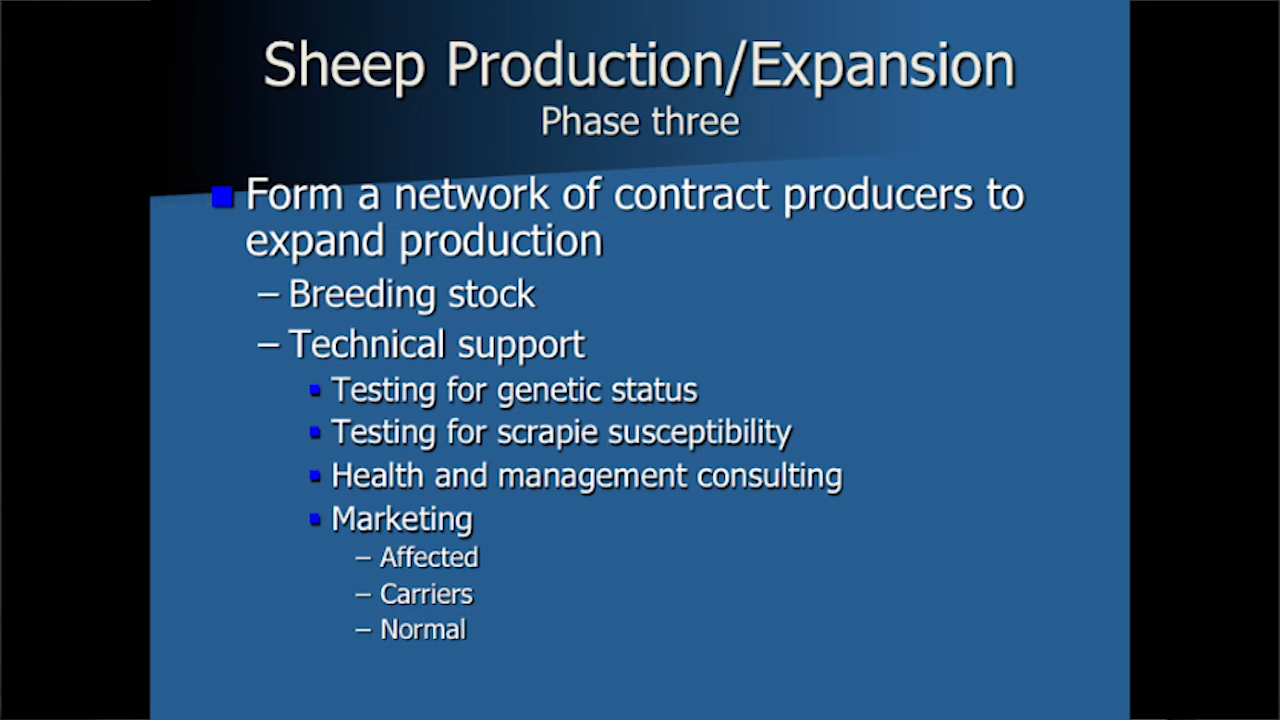 Sheep Production/Expansion
Phase three
Form a network of contract producers to
expand production
– Breeding stock
– Technical support
Testing for genetic status
Testing for scrapie susceptibility
Health and management consulting
Marketing
– Affected
– Carriers
– Normal